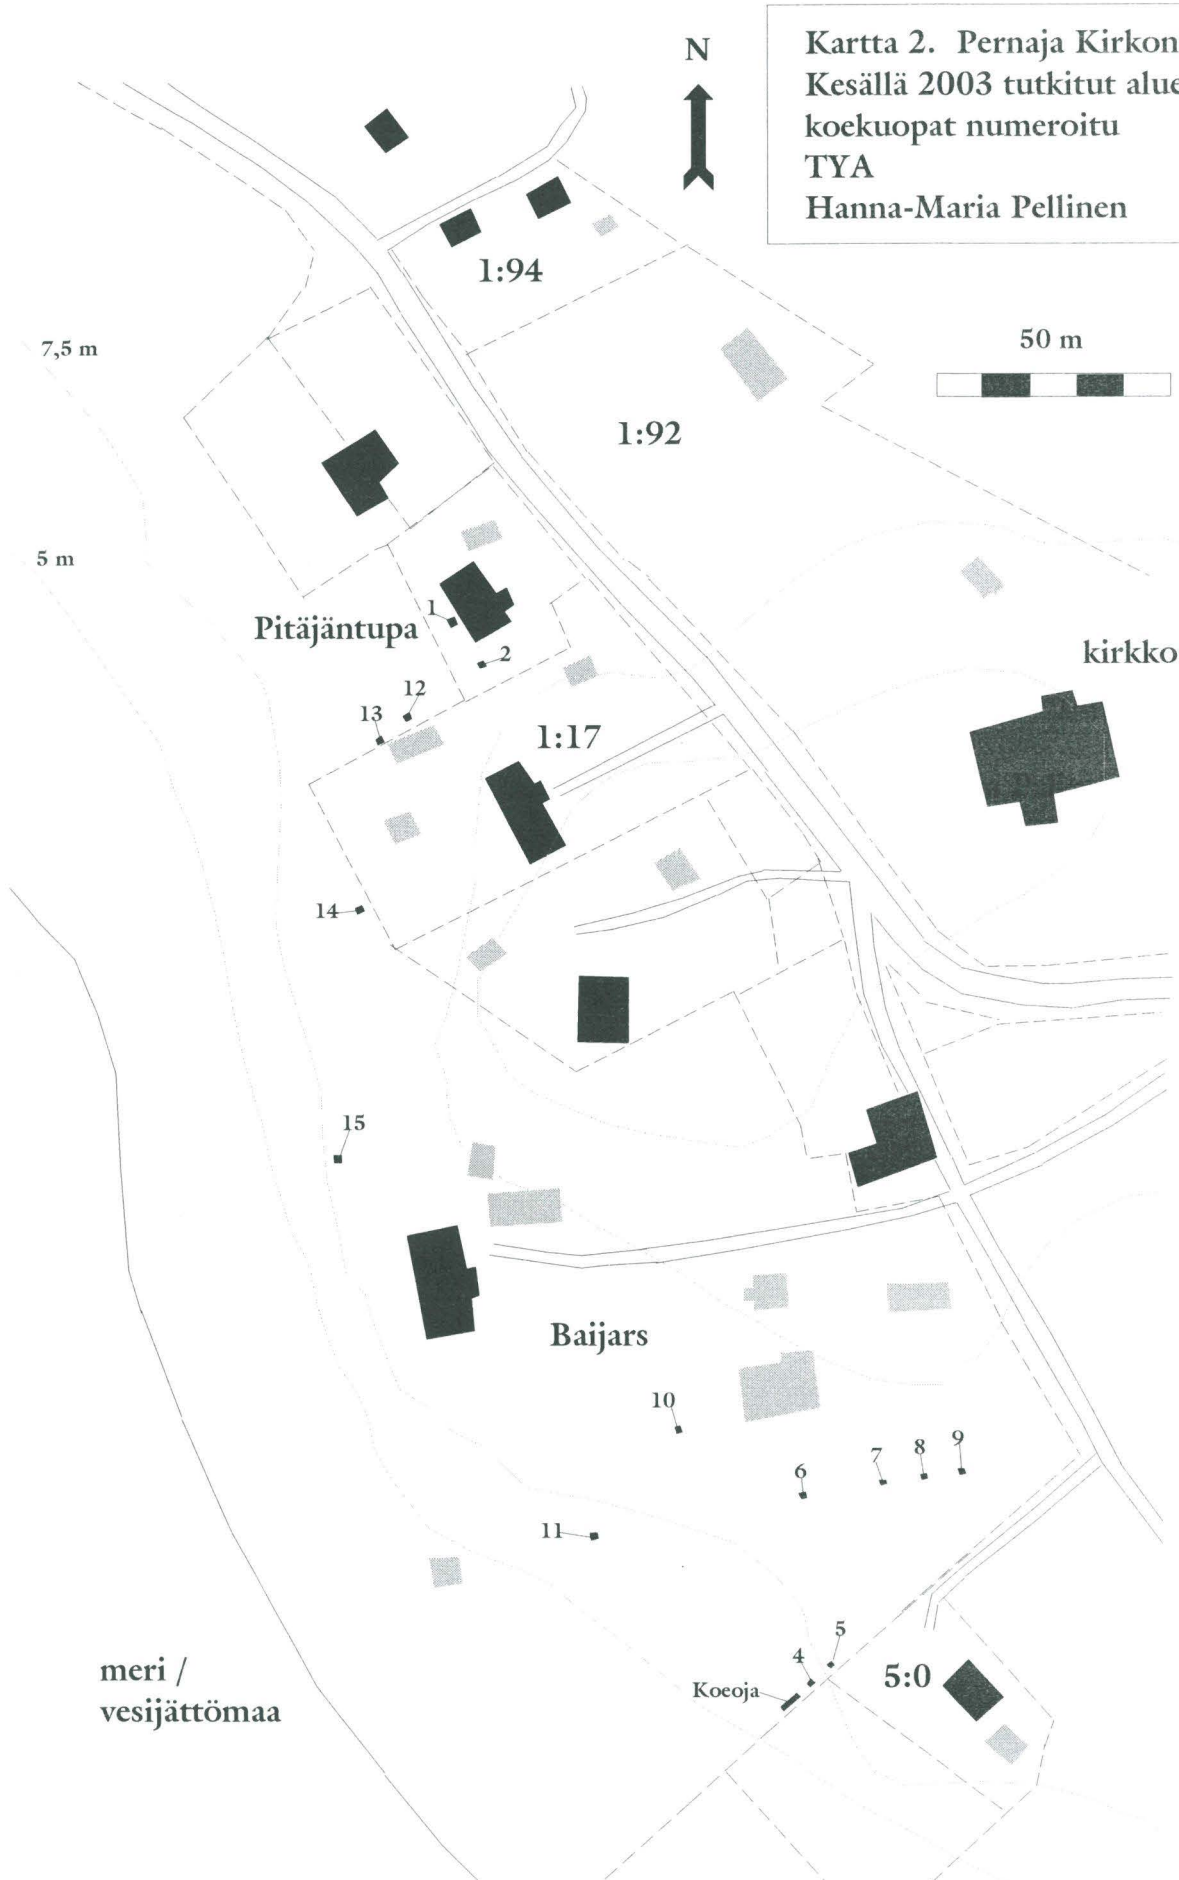 N
Kartta 2. Pernaja Kirkon
Kesällä 2003 tutkitut alue
koekuopat numeroitu
TYA
Hanna-Maria Pellinen
1:94
7,5 m
50 m
1:92
5 m
1
Pitäjäntupa
2
kirkko
12
13
1:17
14
15
Baijars
10
9
8
7
6
11
5
4
5:0
Koeoja
meri /
vesijättömaa